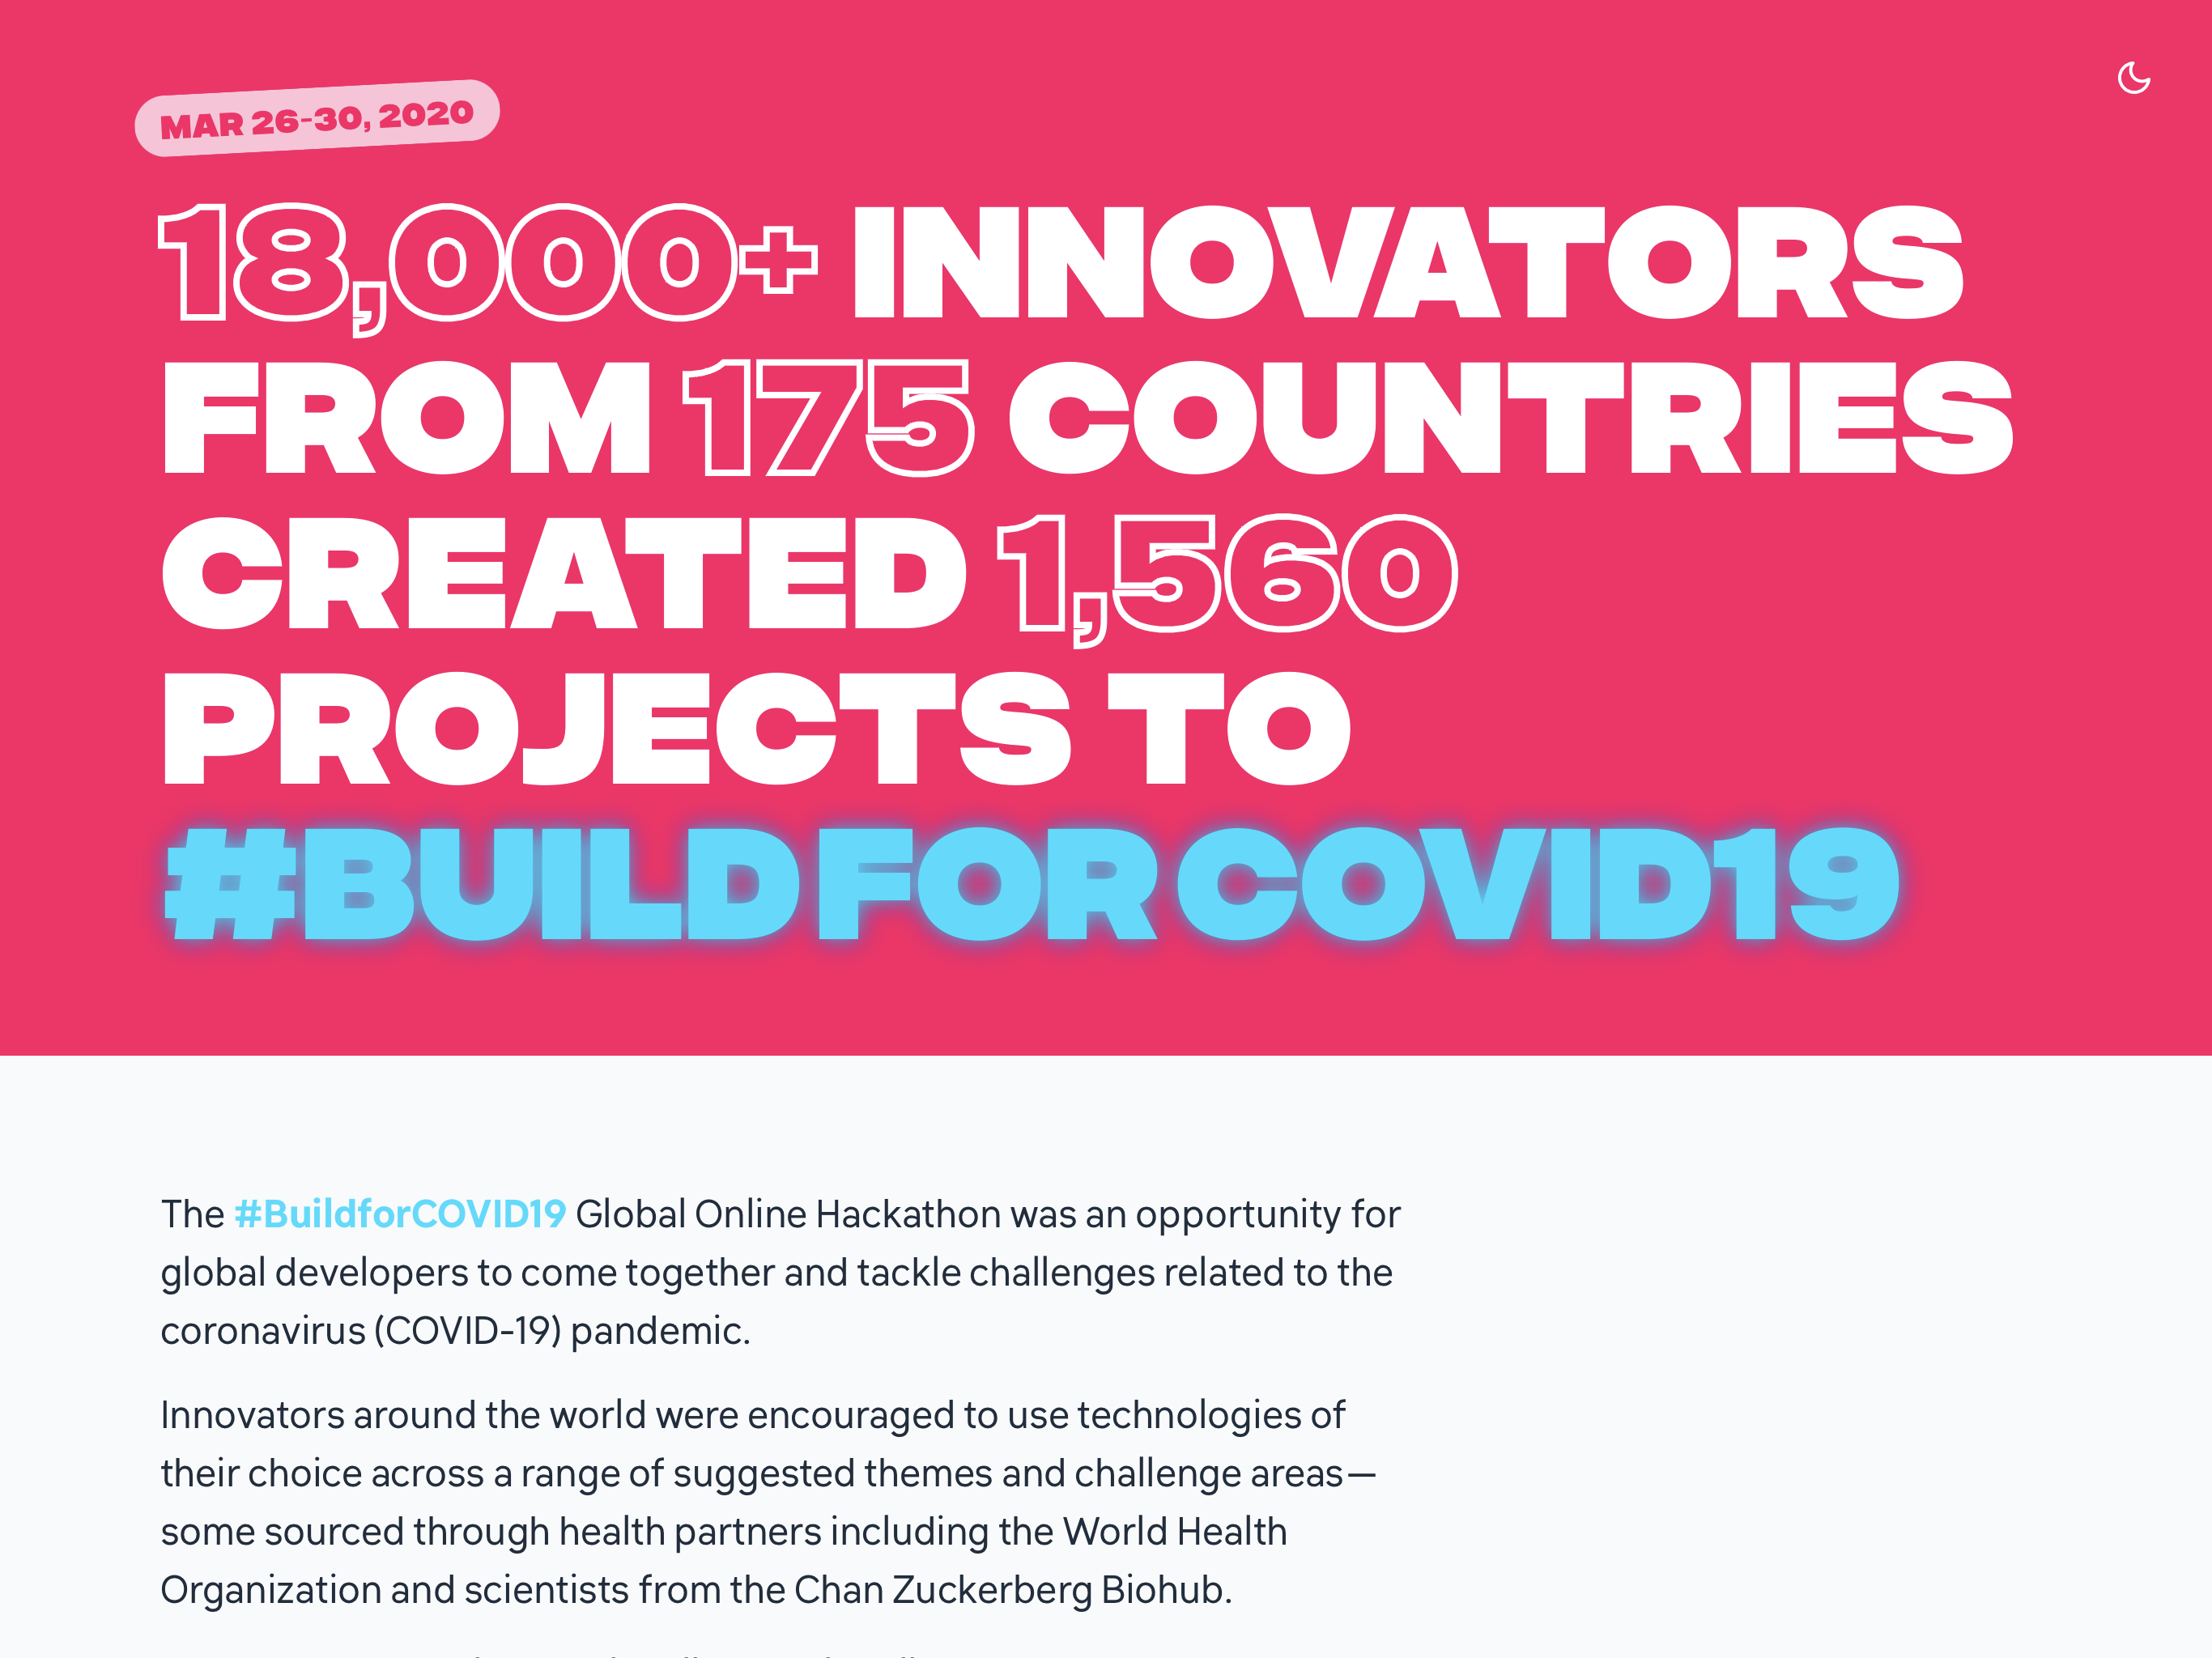 MAR 26-30, 2020
18,000+ INNOVATORS
FROM 175 COUNTRIES
CREATED 1,560
PROJECTS TO
#BUILDFORCOVID19
The #BuildforCOVID19 Global Online Hackathon was an opportunity for
global developers to come together and tackle challenges related to the
coronavirus (COVID-19) pandemic.
Innovators around the world were encouraged to use technologies of
their choice across a range of suggested themes and challenge areas—
some sourced through health partners including the World Health
Organization and scientists from the Chan Zuckerberg Biohub.